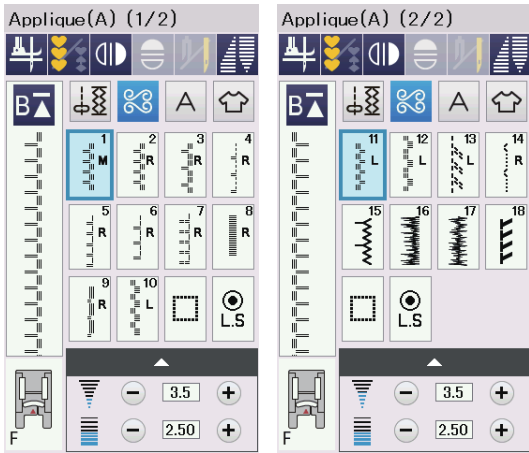 Applique(A) (1/2)
B
A
1 M
2 R
3 R
4 R
5 R
6 R
7 R
8 R
9 R
10 L
L.S
3.5
2.50
F
Applique(A) (2/2)
B
A
11 L
12 L
13 L
14 R
15
16
17
18
L.S
3.5
2.50
F